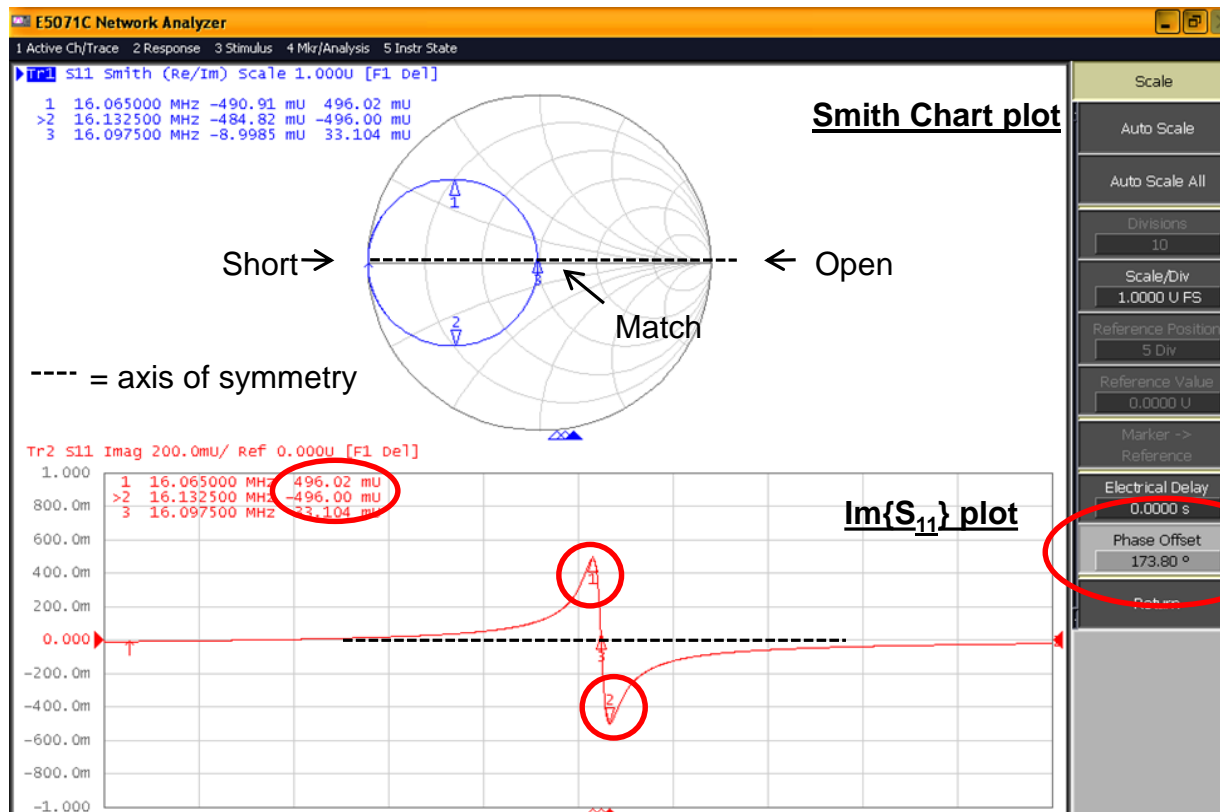 E5071C Network Analyzer
1 Active Ch/Trace 2 Response 3 Stimulus 4 Mkr/Analysis 5 Instr State
Tr1 S11 Smith (Re/Im) Scale 1.000U [F1 Del]
1 16.065000 MHz -490.91 mU 496.02 mU
>2 16.132500 MHz -484.82 mU -496.00 mU
3 16.097500 MHz -8.9985 mU 33.104 mU
Smith Chart plot
1
Short
Open
3
2
Match
---- = axis of symmetry
Tr2 S11 Imag 200.0mU/ Ref 0.000U [F1 Del]
1.000
1 16.065000 MHz 496.02 mU
>2 16.132500 MHz -496.00 mU
3 16.097500 MHz 33.104 mU
800.0m
Im{S11} plot
600.0m
400.0m
1
200.0m
0.000
3
-200.0m
2
-400.0m
-600.0m
-800.0m
-1.000
Scale
Auto Scale
Auto Scale All
Divisions
10
Scale/Div
1.0000 U FS
Reference Position
5 Div
Reference Value
0.0000 U
Marker ->
Reference
Electrical Delay
0.0000 s
Phase Offset
173.80 °
Return